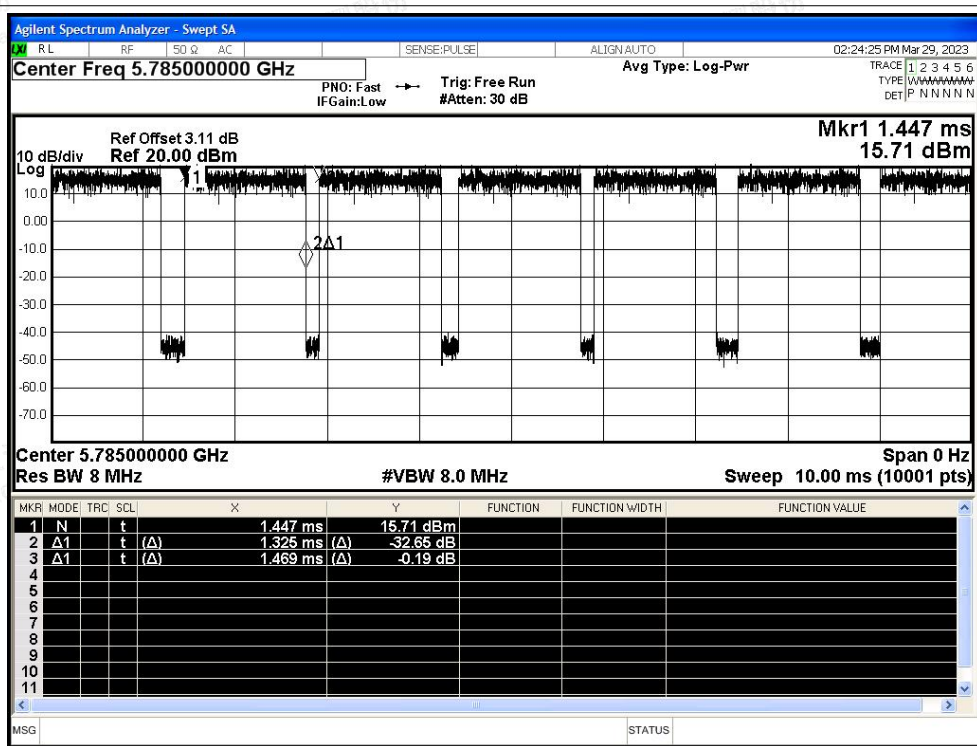 Agilent Spectrum Analyzer - Swept SA
LXI RL RF 50 Ω AC SENSE:PULSE ALIGNAUTO 02:24:25 PM Mar 29, 2023
Center Freq 5.785000000 GHz
PNO: Fast
IFGain:Low
Trig: Free Run
#Atten: 30 dB
Avg Type: Log-Pwr
TRACE 1 2 3 4 5 6
TYPE
DET P N N N N N
Mkr1 1.447 ms
15.71 dBm
Ref Offset 3.11 dB
10 dB/div Ref 20.00 dBm
Log
1
10.0
0.00
-10.0
2Δ1
-20.0
-30.0
-40.0
-50.0
-60.0
-70.0
Center 5.785000000 GHz Span 0 Hz
Res BW 8 MHz #VBW 8.0 MHz Sweep 10.00 ms (10001 pts)
MKR MODE TRC SCL X Y FUNCTION FUNCTION WIDTH FUNCTION VALUE
1 N t 1.447 ms 15.71 dBm
2 Δ1 t (Δ) 1.325 ms (Δ) -32.65 dB
3 Δ1 t (Δ) 1.469 ms (Δ) -0.19 dB
4
5
6
7
8
9
10
11
MSG STATUS